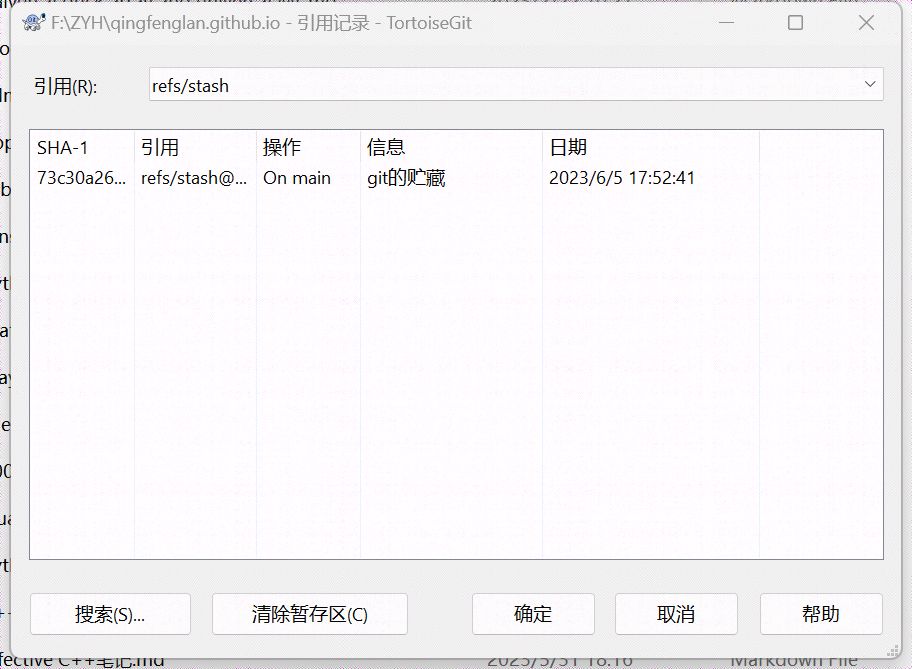 F:\ZYH\qingfenglan.github.io - 引用记录 - TortoiseGit
引用(R):
refs/stash
SHA-1 引用 操作 信息 日期
73c30a26... refs/stash@... On main git的贮藏 2023/6/5 17:52:41
搜索(S)... 清除暂存区(C) 确定 取消 帮助
fective C++笔记.md 2023/5/31 18:16 Markdown File